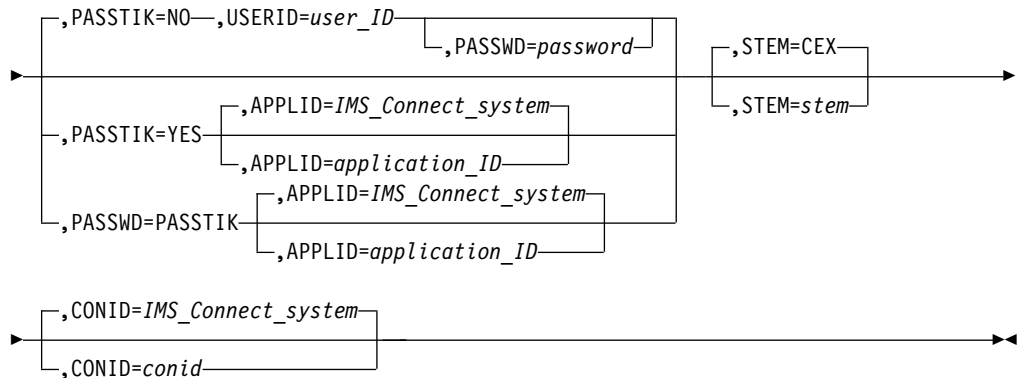 ,PASSTIK=NO ,USERID=user_ID
,PASSWD=password
,STEM=CEX
,STEM=stem
,PASSTIK=YES
,APPLID=IMS_Connect_system
,APPLID=application_ID
,PASSWD=PASSTIK
,APPLID=IMS_Connect_system
,APPLID=application_ID
,CONID=IMS_Connect_system
,CONID=conid